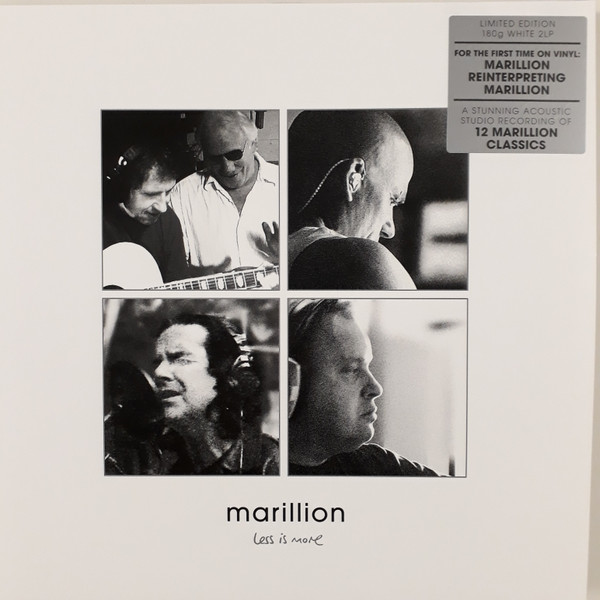 LIMITED EDITION
180g WHITE 2LP
FOR THE FIRST TIME ON VINYL:
MARILLION
REINTERPRETING
MARILLION
A STUNNING ACOUSTIC
STUDIO RECORDING OF
12 MARILLION
CLASSICS
marillion
less is more